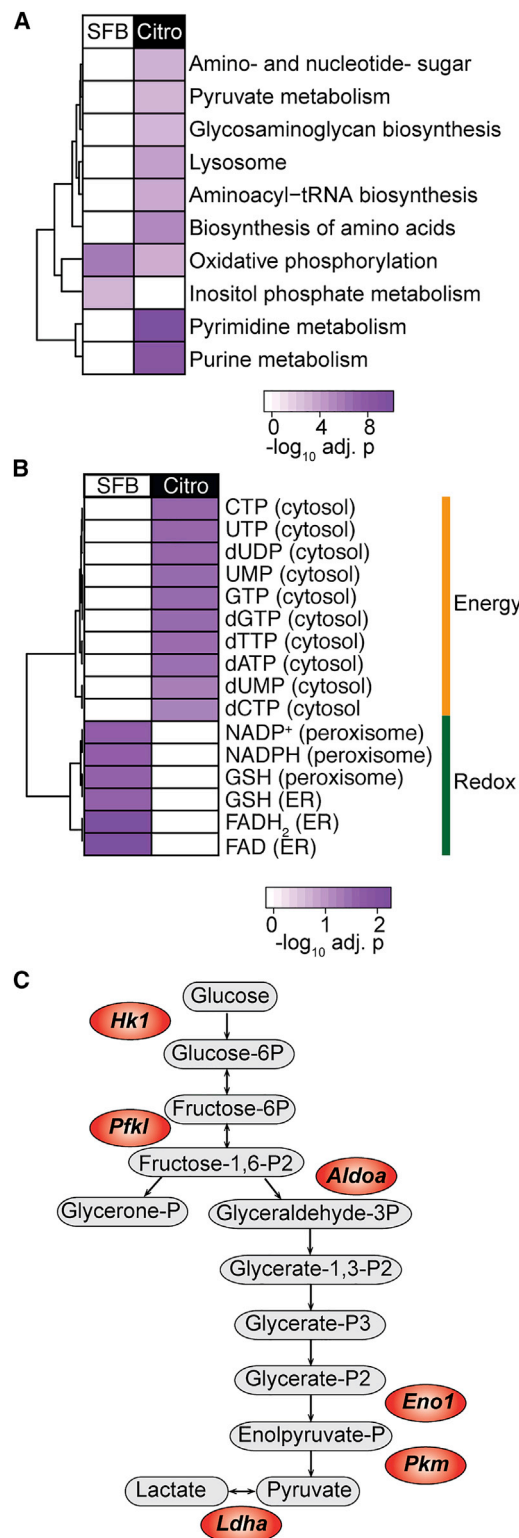 A
SFB Citro
Amino- and nucleotide- sugar
Pyruvate metabolism
Glycosaminoglycan biosynthesis
Lysosome
Aminoacyl−tRNA biosynthesis
Biosynthesis of amino acids
Oxidative phosphorylation
Inositol phosphate metabolism
Pyrimidine metabolism
Purine metabolism
0 4 8
-log10 adj. p
B
SFB Citro
CTP (cytosol)
UTP (cytosol)
dUDP (cytosol)
UMP (cytosol)
GTP (cytosol)
dGTP (cytosol)
dTTP (cytosol)
dATP (cytosol)
dUMP (cytosol)
dCTP (cytosol
Energy
NADP+ (peroxisome)
NADPH (peroxisome)
GSH (peroxisome)
GSH (ER)
FADH2 (ER)
FAD (ER)
Redox
0 1 2
-log10 adj. p
C
Glucose
Hk1
Glucose-6P
Fructose-6P
Pfkl
Fructose-1,6-P2
Aldoa
Glycerone-P
Glyceraldehyde-3P
Glycerate-1,3-P2
Glycerate-P3
Glycerate-P2
Eno1
Enolpyruvate-P
Pkm
Lactate
Pyruvate
Ldha